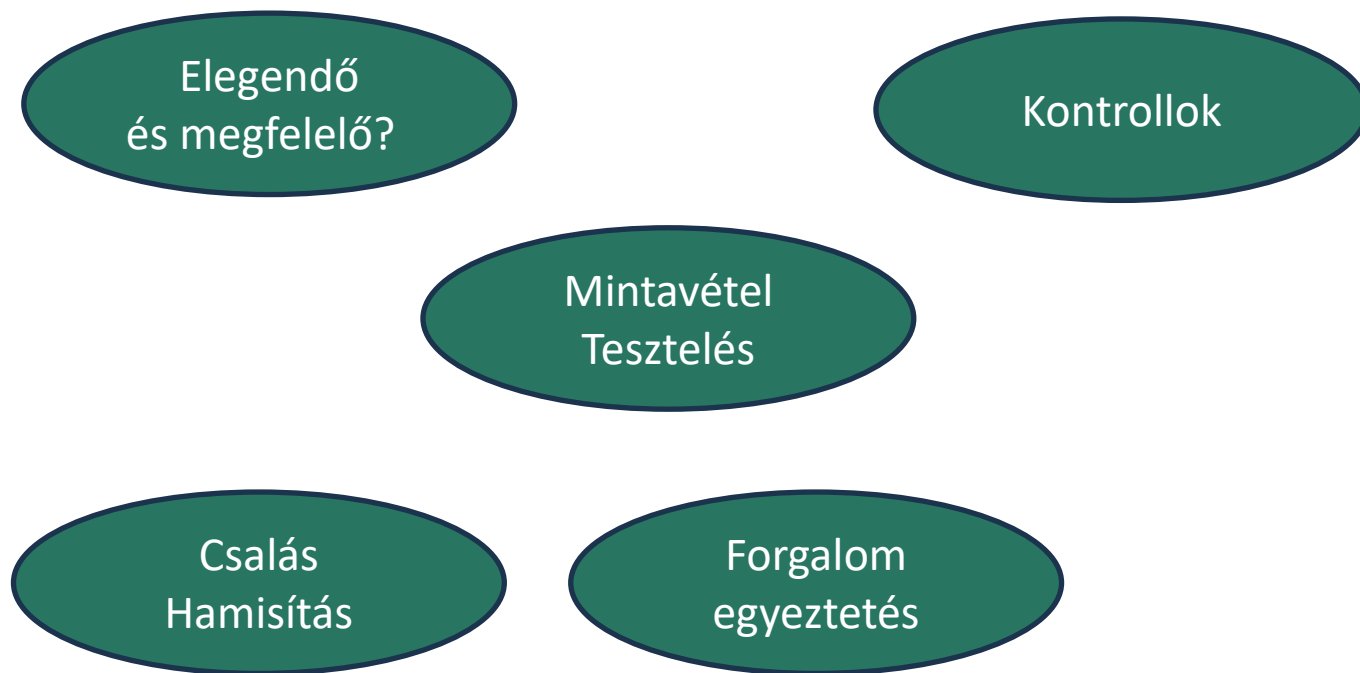 Elegendő
és megfelelő?
Kontrollok
Mintavétel
Tesztelés
Csalás
Hamisítás
Forgalom
egyeztetés